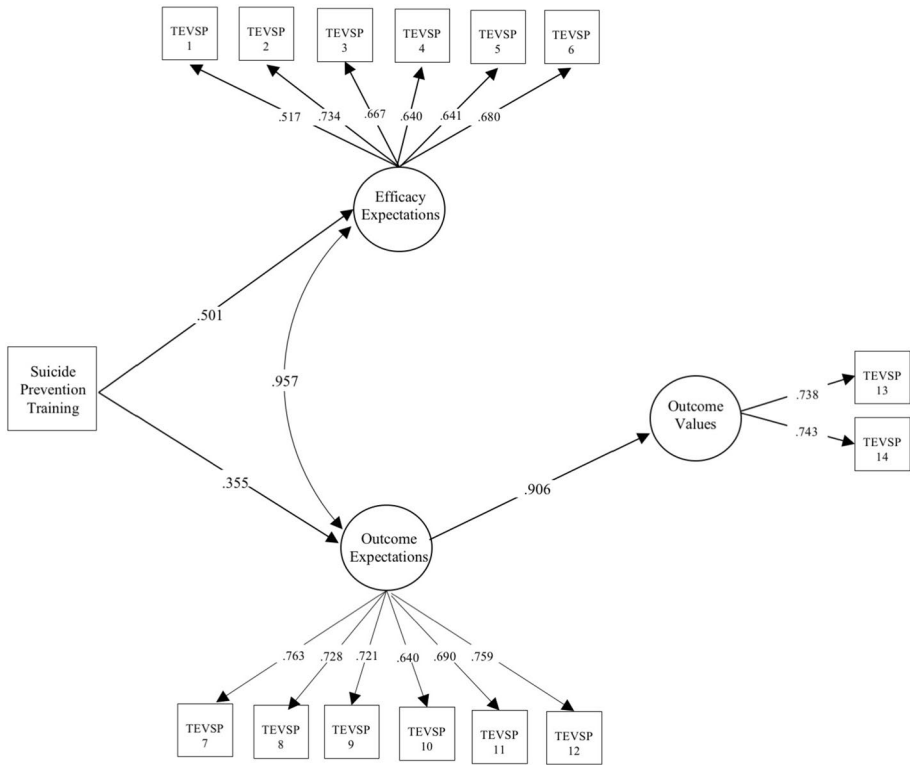 TEVSP
1
TEVSP
2
TEVSP
3
TEVSP
4
TEVSP
5
TEVSP
6
.517
.734
.667
.640
.641
.680
Efficacy
Expectations
.501
Suicide
Prevention
Training
.957
.355
Outcome
Values
.738
.743
TEVSP
13
TEVSP
14
.906
Outcome
Expectations
.763
.728
.721
.640
.690
.759
TEVSP
7
TEVSP
8
TEVSP
9
TEVSP
10
TEVSP
11
TEVSP
12